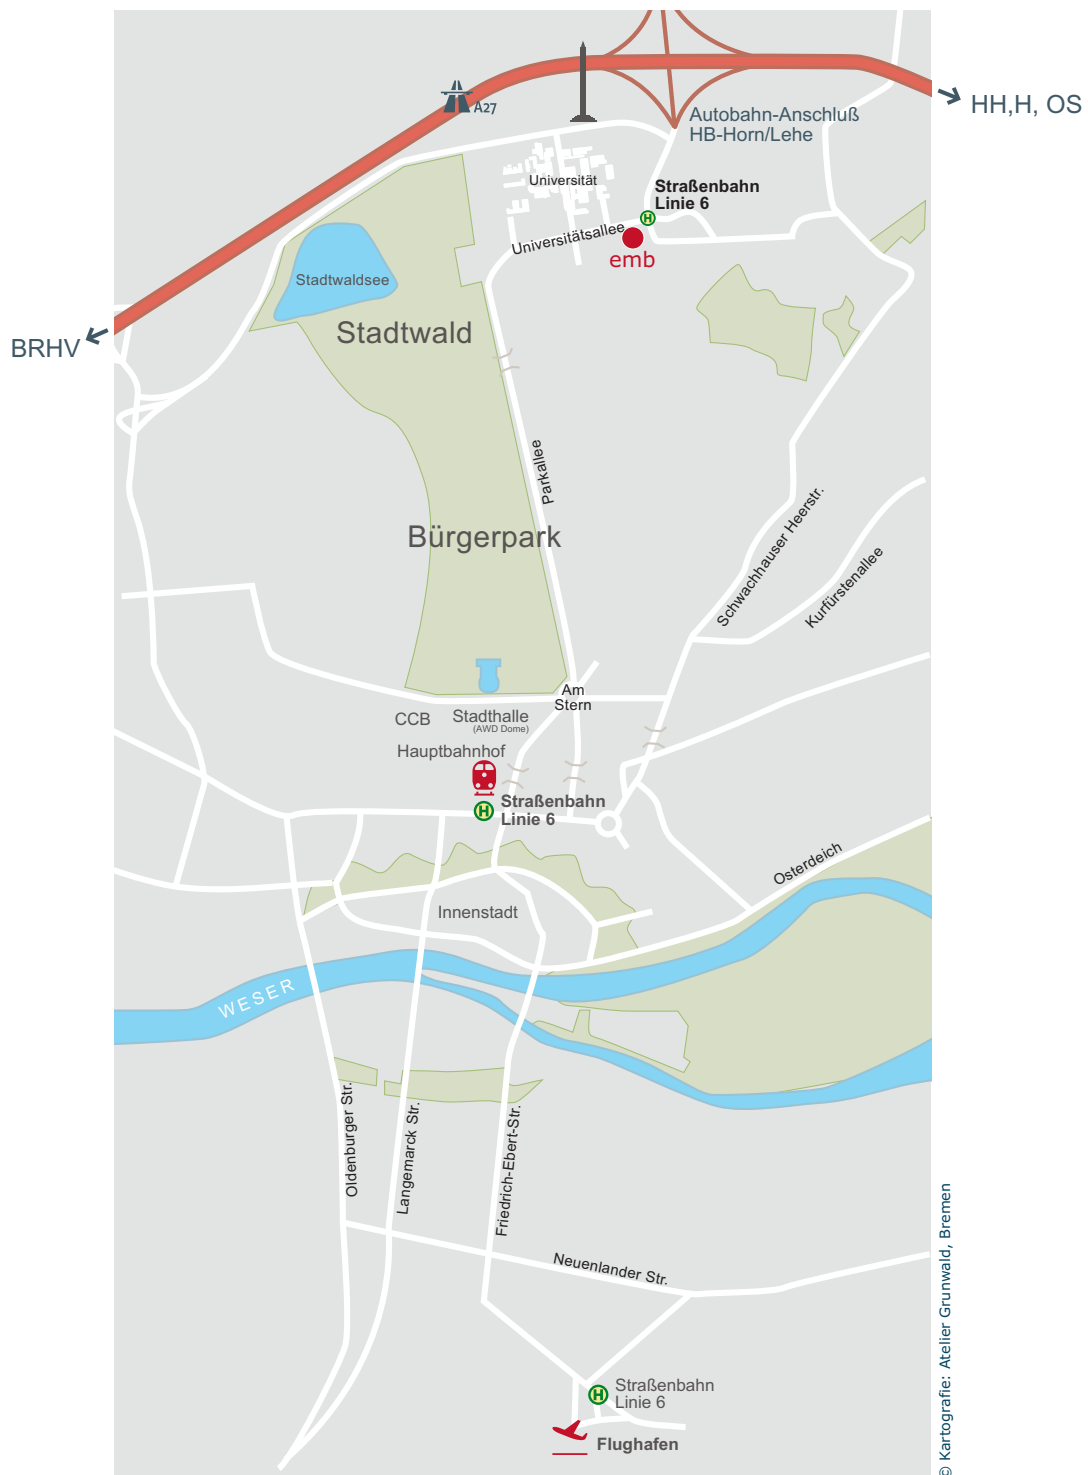 HH,H, OS
A27
Autobahn-Anschluß
HB-Horn/Lehe
Universität
Straßenbahn
Linie 6
H
Universitätsallee
emb
Stadtwaldsee
Stadtwald
BRHV
Parkallee
Bürgerpark
Schwachhauser Heerstr.
Kurfürstenallee
Am
Stern
CCB
Stadthalle
(AWD Dome)
Hauptbahnhof
H
Straßenbahn
Linie 6
Osterdeich
Innenstadt
WESER
Oldenburger Str.
Langemarck Str.
Friedrich-Ebert-Str.
Neuenlander Str.
H
Straßenbahn
Linie 6
Flughafen
© Kartografie: Atelier Grunwald, Bremen